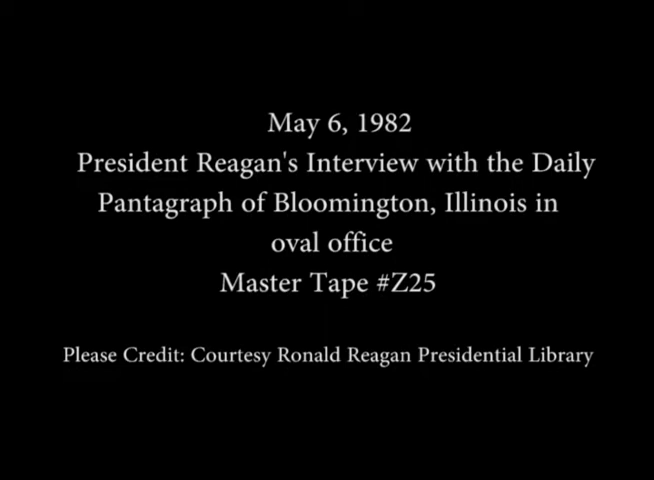 May 6, 1982
President Reagan's Interview with the Daily
Pantagraph of Bloomington, Illinois in
oval office
Master Tape #Z25
Please Credit: Courtesy Ronald Reagan Presidential Library